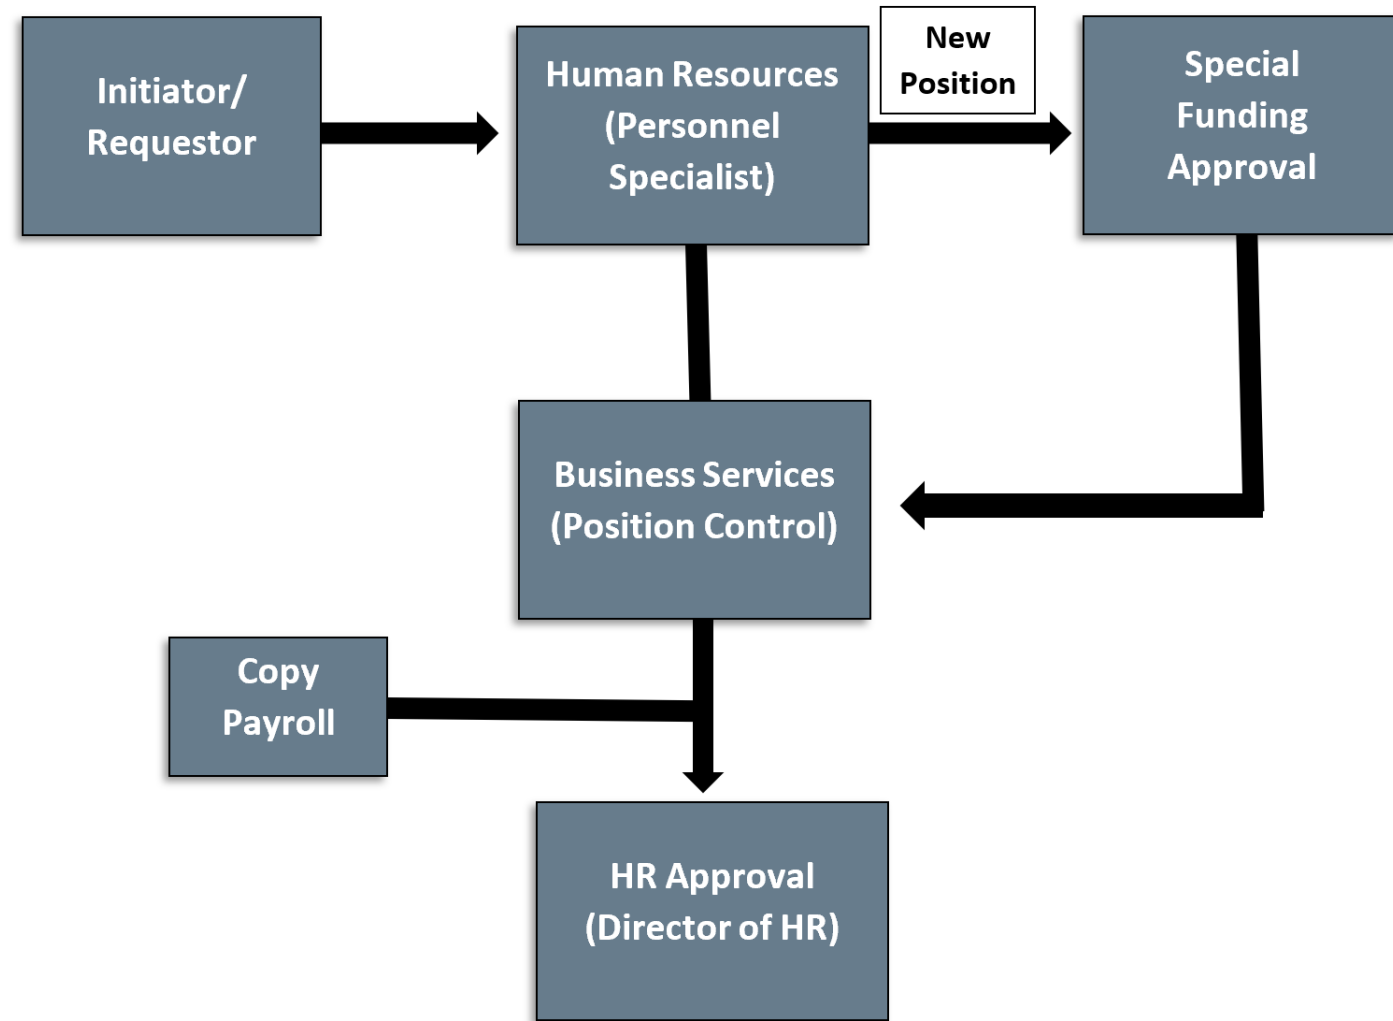 Initiator/
Requestor
Human Resources
(Personnel
Specialist)
New
Position
Special
Funding
Approval
Business Services
(Position Control)
Copy
Payroll
HR Approval
(Director of HR)